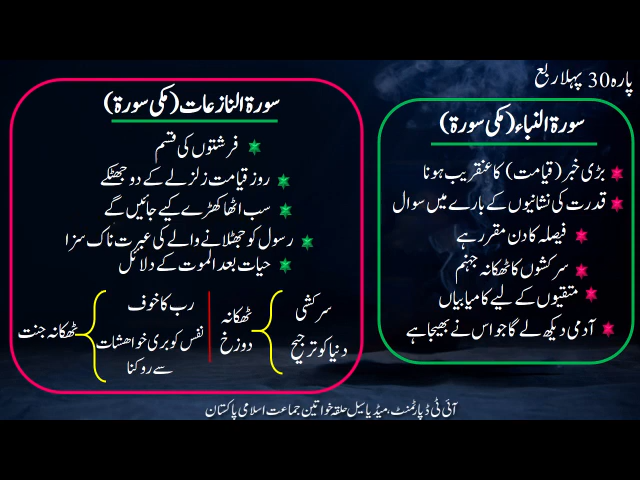 پارہ 30 پہلا ربع
سورۃ النباء (مکی سورۃ)
بڑی خبر (قیامت) کا عنقریب ہونا
قدرت کی نشانیوں کے بارے میں سوال
فیصلہ کا دن مقرر ہے
سرکشوں کا ٹھکانہ جہنم
متقیوں کے لیے کامیابیاں
آدمی دیکھ لے گا جو اس نے بھیجا ہے
سورۃ النازعات (مکی سورۃ)
فرشتوں کی قسم
روز قیامت زلزلے کے دو جھٹکے
سب اٹھا کھڑے کیے جائیں گے
رسول کو جھٹلانے والے کی عبرت ناک سزا
حیات بعد الموت کے دلائل
سرکشی
دنیا کو ترجیح
ٹھکانہ
دوزخ
رب کا خوف
نفس کو بری خواھشات
سے روکنا
ٹھکانہ جنت
آئی ٹی ڈیپارٹمنٹ، میڈیا سیل حلقہ خواتین جماعت اسلامی پاکستان